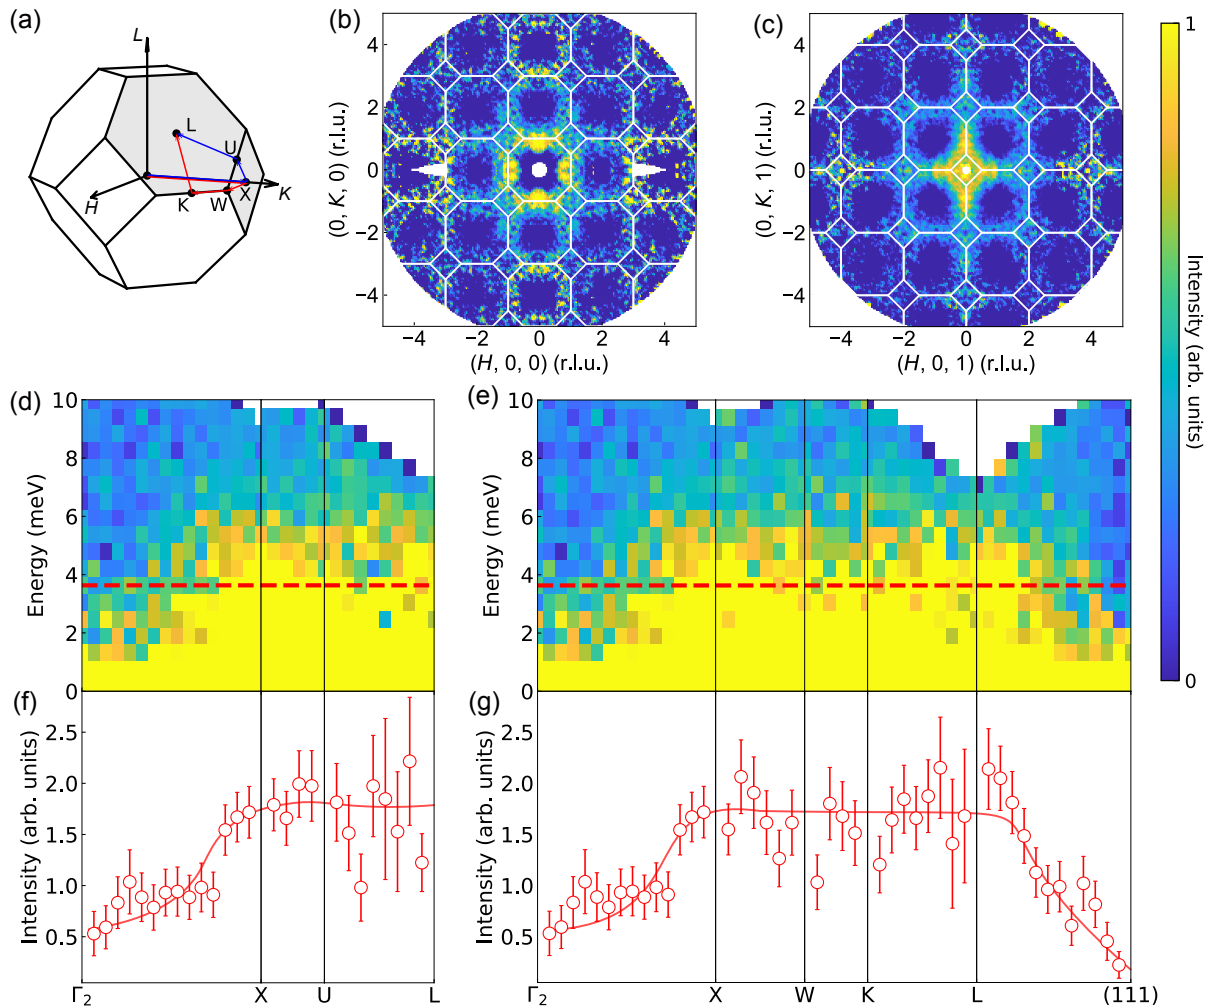 (a)
L
L
U
K
W
X
K
H
(b)
4
2
0
−2
−4
(0, K, 0) (r.l.u.)
−4 −2 0 2 4
(H, 0, 0) (r.l.u.)
(c)
4
2
0
−2
−4
(0, K, 1) (r.l.u.)
−4 −2 0 2 4
(H, 0, 1) (r.l.u.)
1
0
Intensity (arb. units)
(d)
10
8
6
4
2
0
Energy (meV)
(e)
10
8
6
4
2
0
Energy (meV)
(f)
2.5
2.0
1.5
1.0
0.5
Intensity (arb. units)
Γ2 X U L
(g)
2.5
2.0
1.5
1.0
0.5
Intensity (arb. units)
Γ2 X W K L (111)